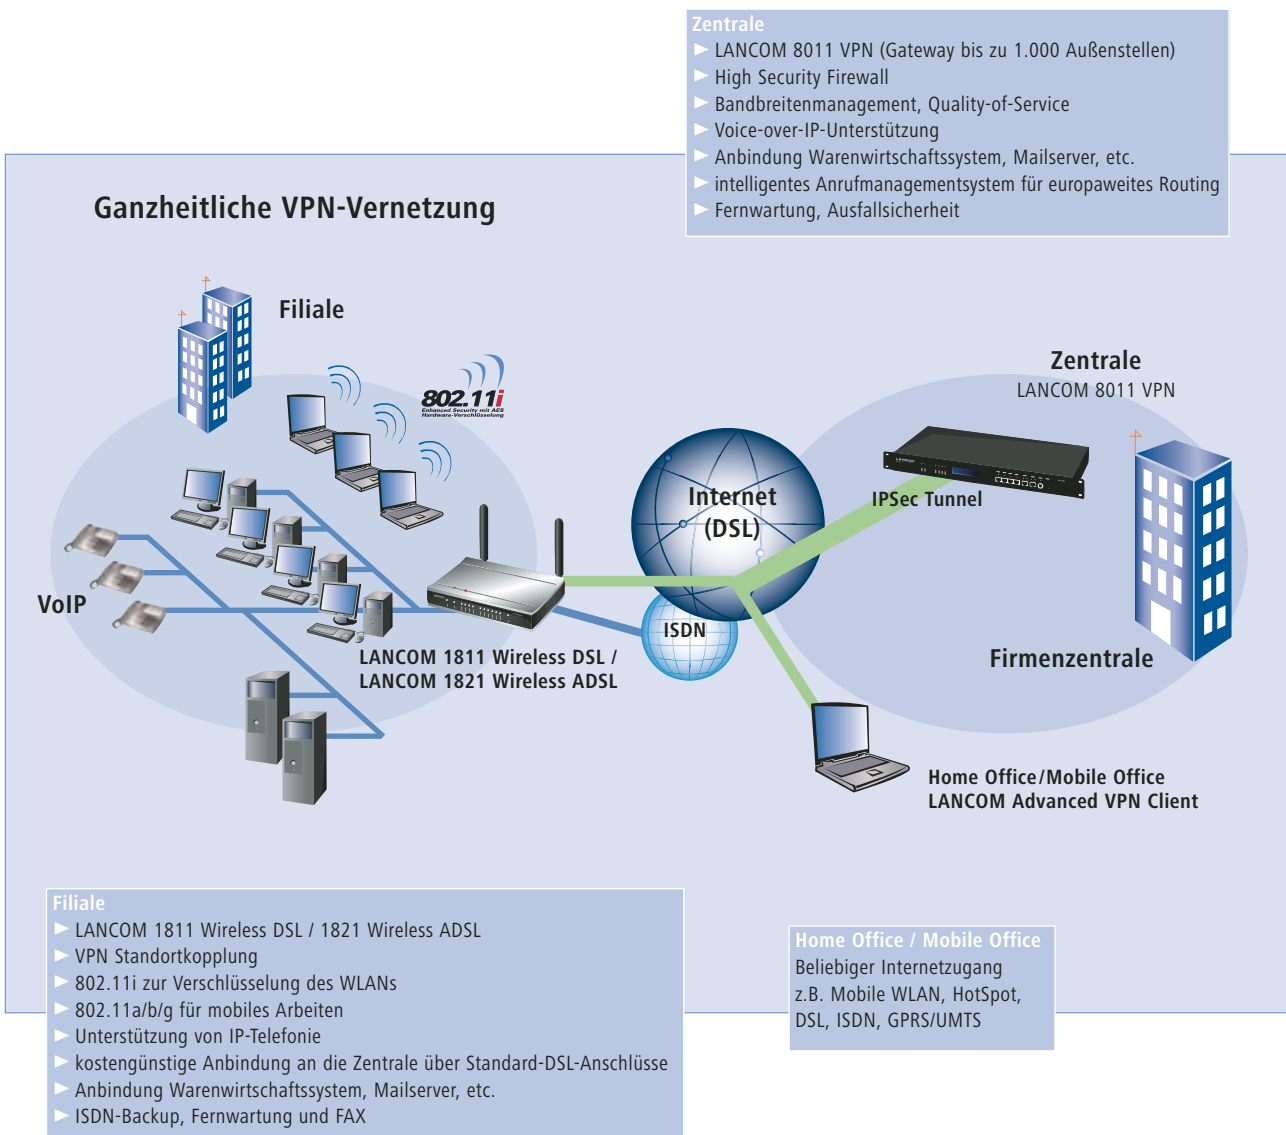 Zentrale
LANCOM 8011 VPN (Gateway bis zu 1.000 Außenstellen)
High Security Firewall
Bandbreitenmanagement, Quality-of-Service
Voice-over-IP-Unterstützung
Anbindung Warenwirtschaftssystem, Mailserver, etc.
intelligentes Anrufmanagementsystem für europaweites Routing
Fernwartung, Ausfallsicherheit
Ganzheitliche VPN-Vernetzung
Filiale
802.11i
Enhanced Security mit AES
Hardware-Verschlüsselung
Zentrale
LANCOM 8011 VPN
Internet
(DSL)
IPSec Tunnel
VoIP
ISDN
LANCOM 1811 Wireless DSL /
LANCOM 1821 Wireless ADSL
Firmenzentrale
Home Office/Mobile Office
LANCOM Advanced VPN Client
Filiale
LANCOM 1811 Wireless DSL / 1821 Wireless ADSL
VPN Standortkopplung
802.11i zur Verschlüsselung des WLANs
802.11a/b/g für mobiles Arbeiten
Unterstützung von IP-Telefonie
kostengünstige Anbindung an die Zentrale über Standard-DSL-Anschlüsse
Anbindung Warenwirtschaftssystem, Mailserver, etc.
ISDN-Backup, Fernwartung und FAX
Home Office / Mobile Office
Beliebiger Internetzugang
z.B. Mobile WLAN, HotSpot,
DSL, ISDN, GPRS/UMTS